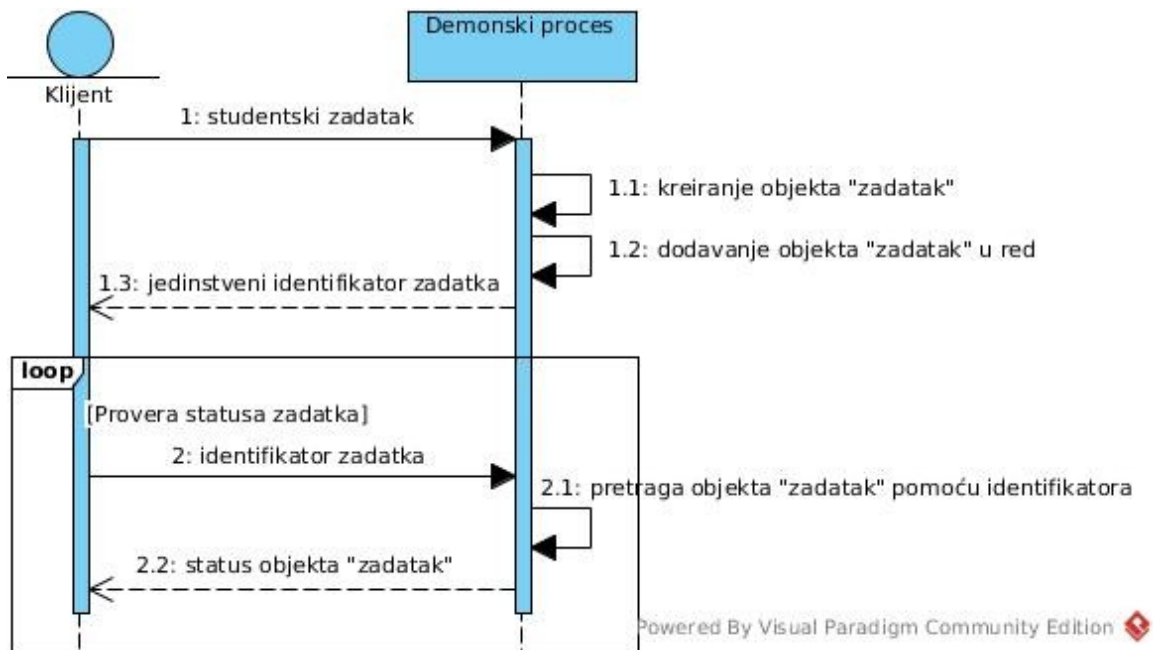 Demonski proces
Klijent
1: studentski zadatak
1.1: kreiranje objekta "zadatak"
1.2: dodavanje objekta "zadatak" u red
1.3: jedinstveni identifikator zadatka
loop
[Provera statusa zadatka]
2: identifikator zadatka
2.1: pretraga objekta "zadatak" pomoću identifikatora
2.2: status objekta "zadatak"
Powered By Visual Paradigm Community Edition